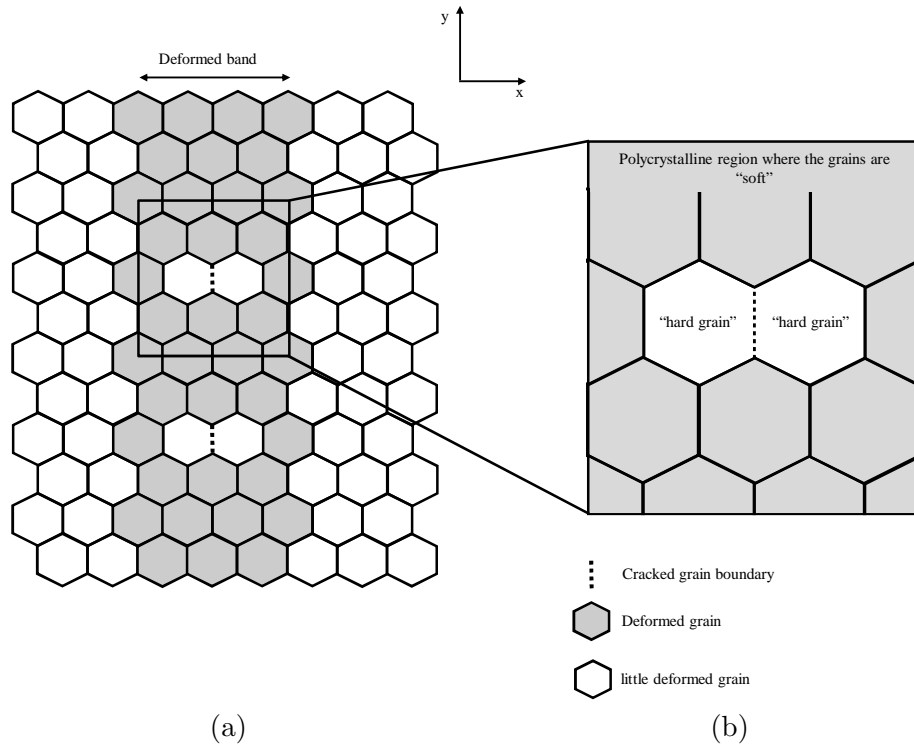 y
Deformed band
x
Polycrystalline region where the grains are
“soft”
“hard grain” “hard grain”
Cracked grain boundary
Deformed grain
little deformed grain
(a) (b)